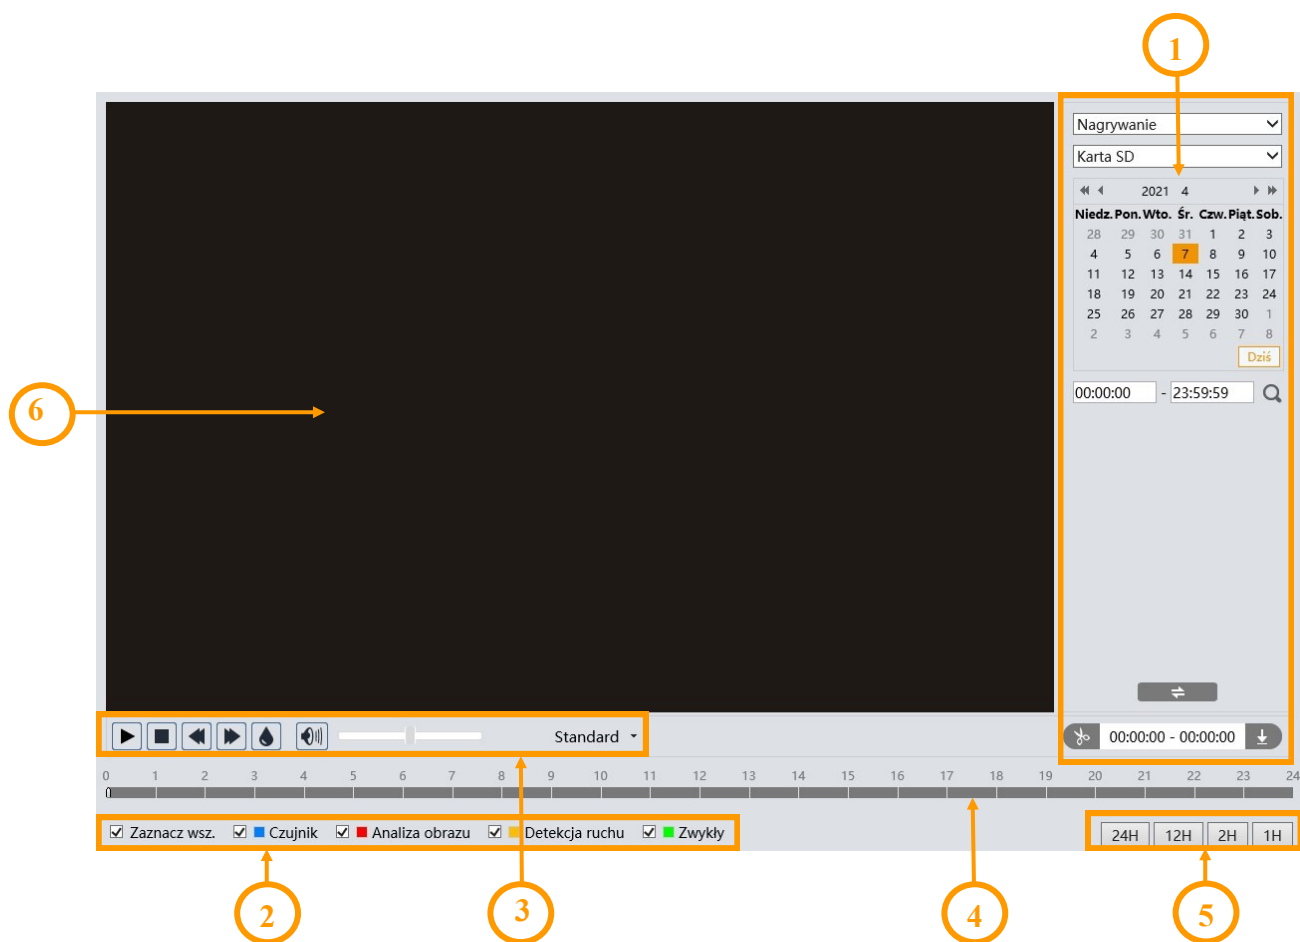 1
Nagrywanie
Karta SD
2021 4
Niedz. Pon. Wto. Śr. Czw. Piąt. Sob.
28 29 30 31 1 2 3
4 5 6 7 8 9 10
11 12 13 14 15 16 17
18 19 20 21 22 23 24
25 26 27 28 29 30 1
2 3 4 5 6 7 8
Dziś
00:00:00 - 23:59:59
6
Standard
00:00:00 - 00:00:00
0 1 2 3 4 5 6 7 8 9 10 11 12 13 14 15 16 17 18 19 20 21 22 23 24
Zaznacz wsz. Czujnik Analiza obrazu Detekcja ruchu Zwykły
24H 12H 2H 1H
2 3 4 5